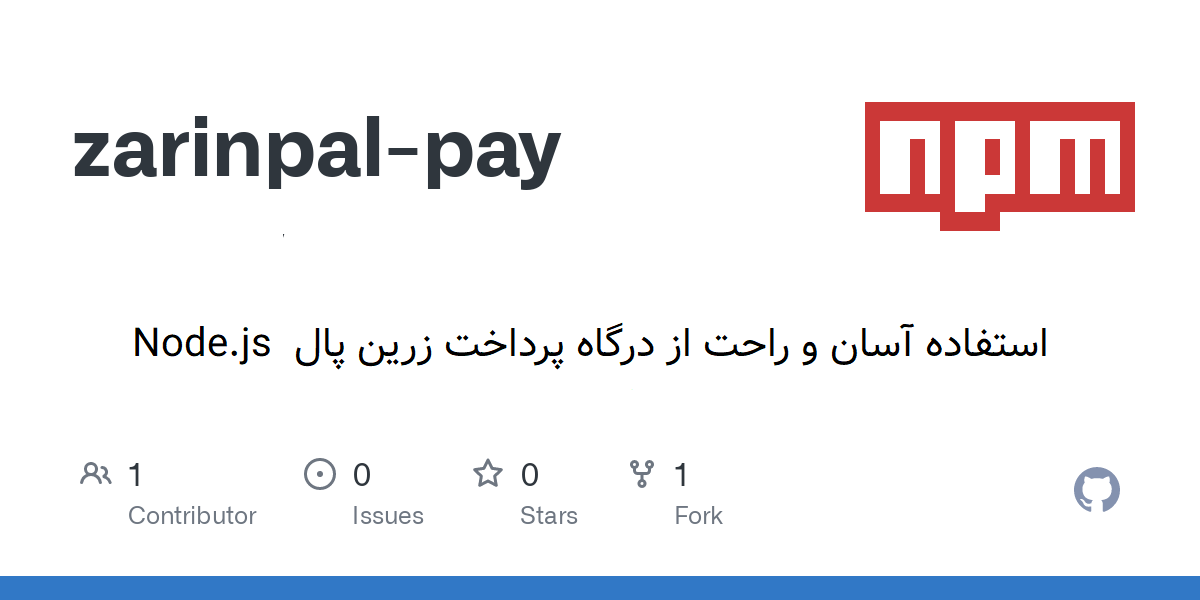 zarinpal-pay
npm
استفاده آسان و راحت از درگاه پرداخت زرین پال Node.js
1 0 0 1
Contributor Issues Stars Fork